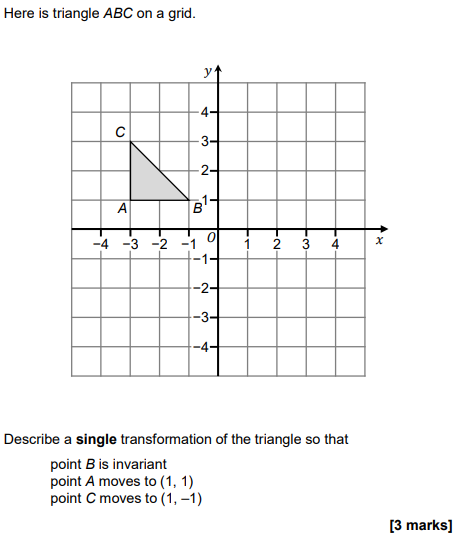 Here is triangle ABC on a grid.
y
4
3
2
1
C
A
B
−4 −3 −2 −1 0 1 2 3 4 x
−1
−2
−3
−4
Describe a single transformation of the triangle so that
point B is invariant
point A moves to (1, 1)
point C moves to (1, −1)
[3 marks]